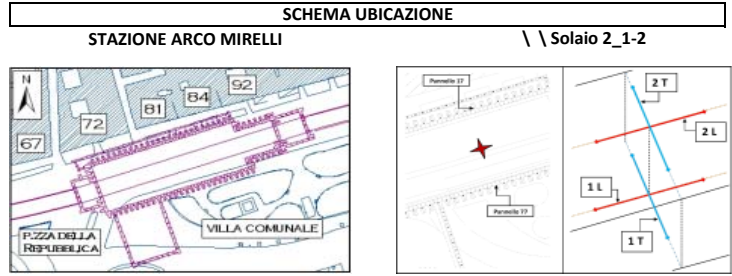 SCHEMA UBICAZIONE
STAZIONE ARCO MIRELLI
\ \ Solaio 2_1-2
N
67
72
81
84
92
P.ZZA DELLA
REPUBBLICA
VILLA COMUNALE
Pannello 27
Pannello 77
2 T
2 L
1 L
1 T